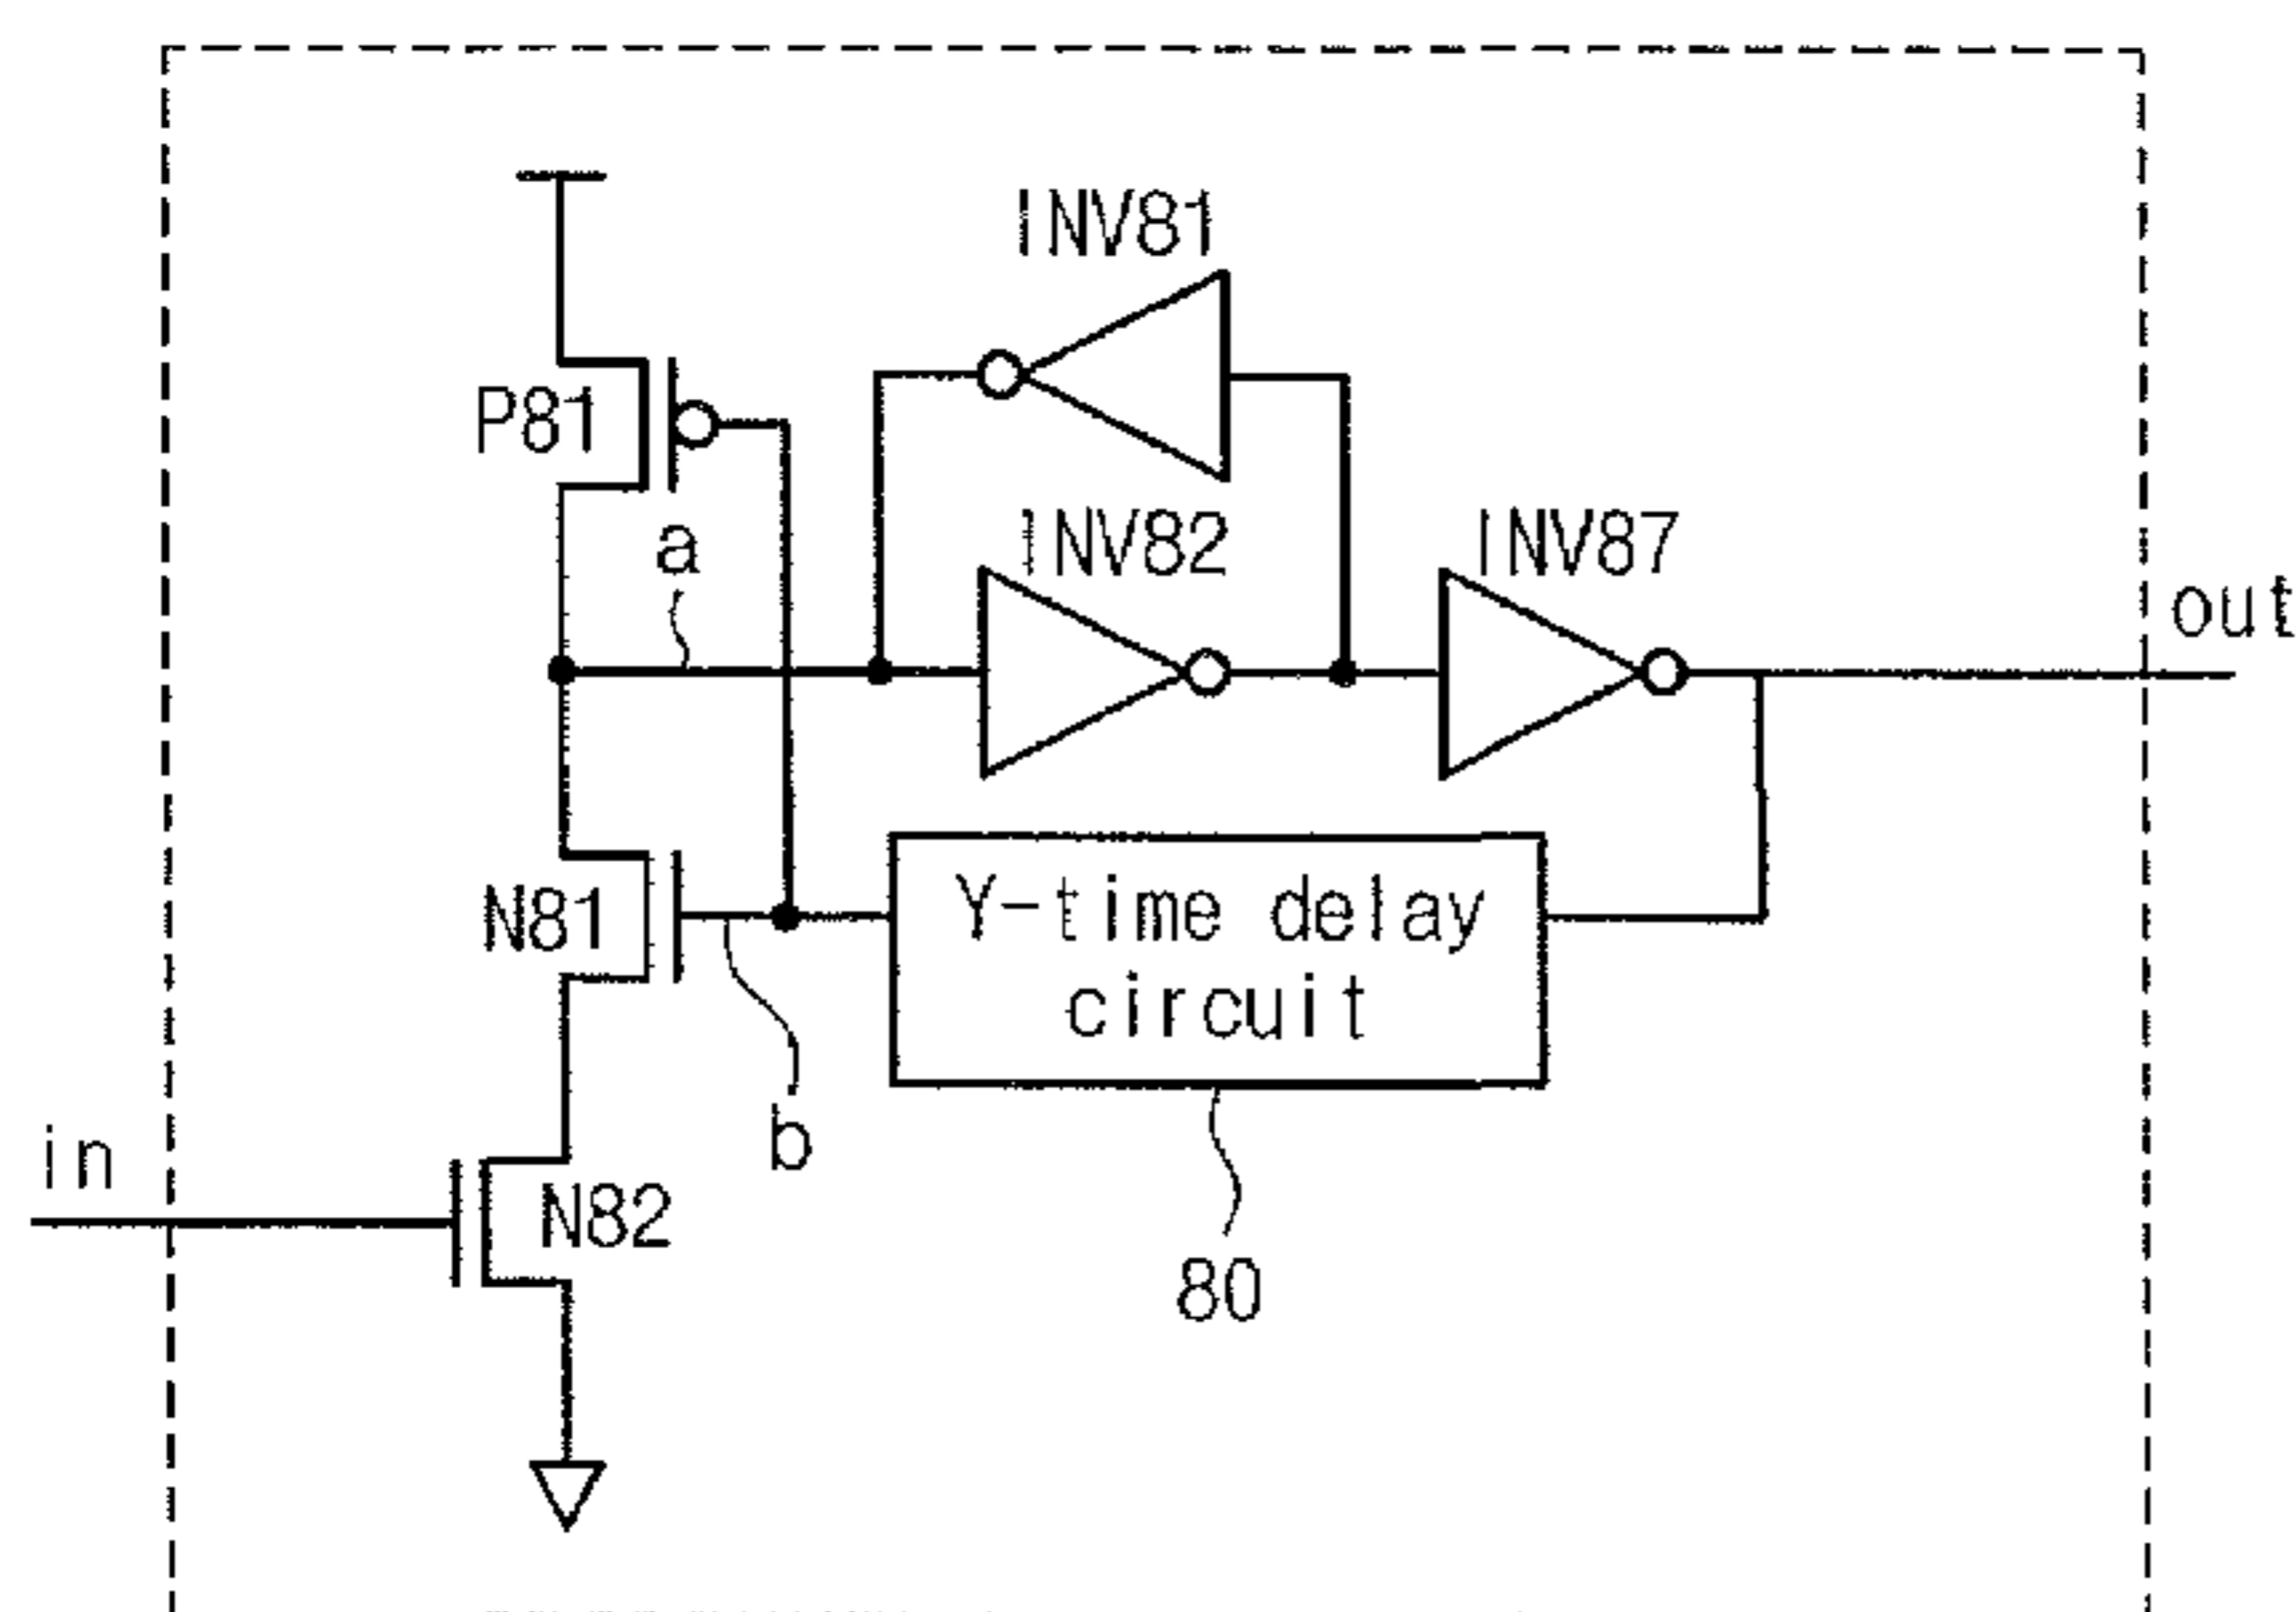 INV81
P81
a
INV82
INV87
out
N81
Y-time delay
circuit
b
in
N82
80